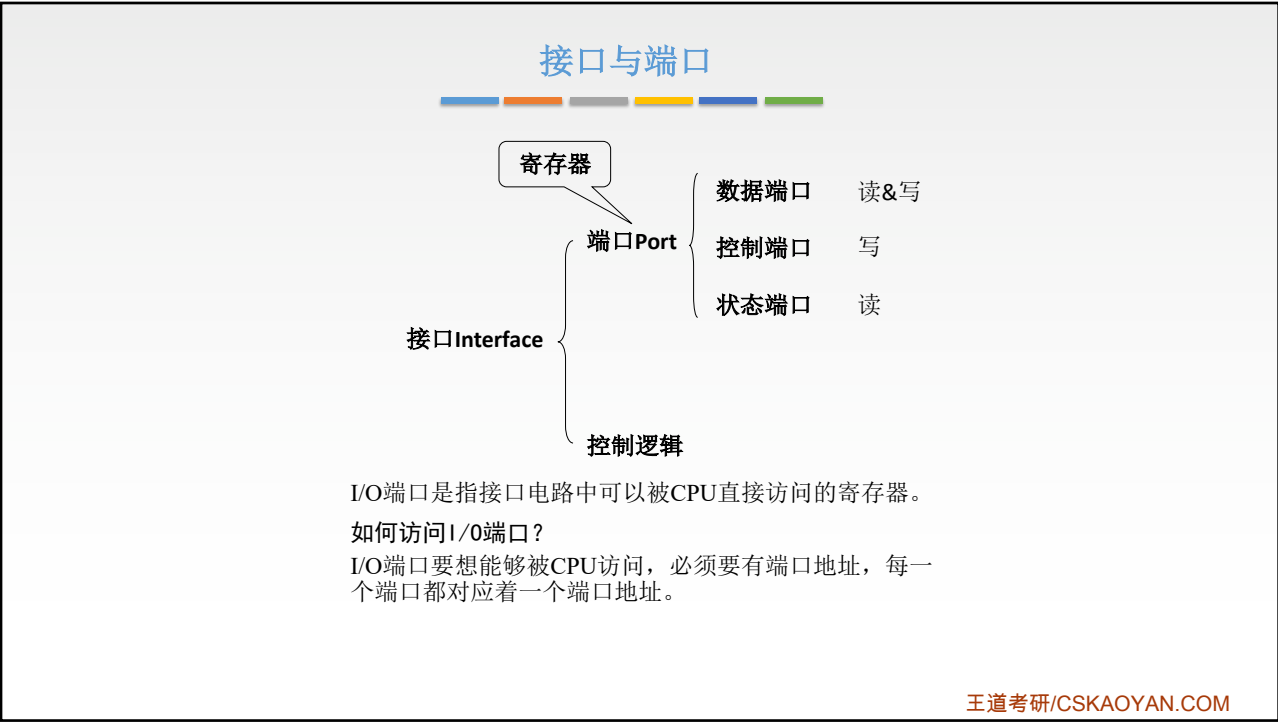 接口与端口
寄存器
数据端口 读&写
端口Port
控制端口 写
状态端口 读
接口Interface
控制逻辑
I/O端口是指接口电路中可以被CPU直接访问的寄存器。
如何访问I/O端口?
I/O端口要想能够被CPU访问，必须要有端口地址，每一
个端口都对应着一个端口地址。
王道考研/CSKAOYAN.COM